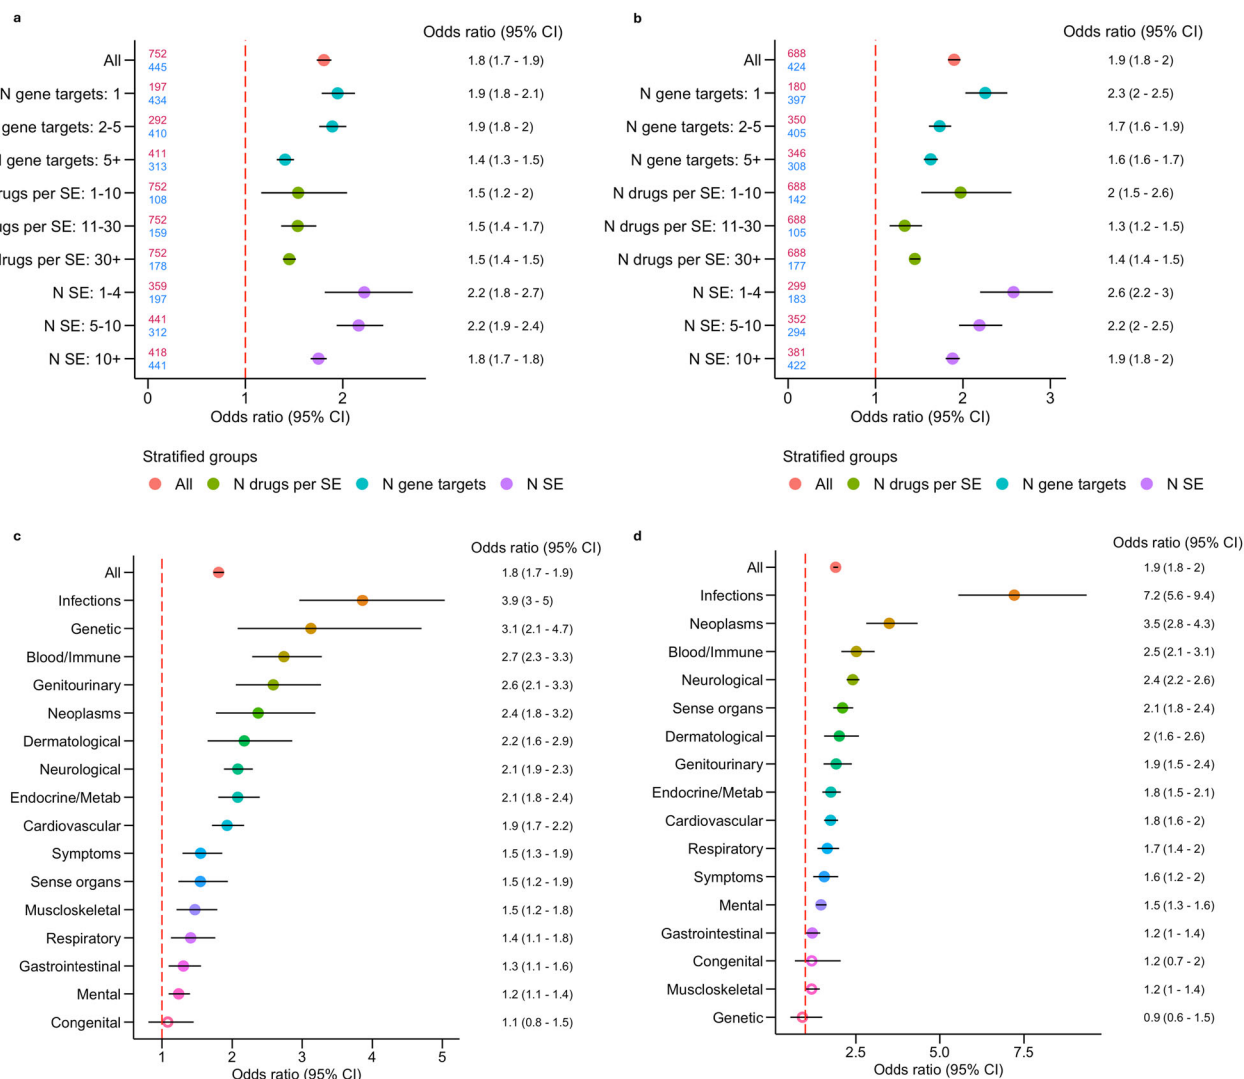 a
Odds ratio (95% CI)
All 752 445 1.8 (1.7 - 1.9)
N gene targets: 1 197 434 1.9 (1.8 - 2.1)
gene targets: 2-5 292 410 1.9 (1.8 - 2)
gene targets: 5+ 411 313 1.4 (1.3 - 1.5)
drugs per SE: 1-10 752 108 1.5 (1.2 - 2)
per SE: 11-30 752 159 1.5 (1.4 - 1.7)
drugs per SE: 30+ 752 178 1.5 (1.4 - 1.5)
N SE: 1-4 359 197 2.2 (1.8 - 2.7)
N SE: 5-10 441 312 2.2 (1.9 - 2.4)
N SE: 10+ 418 441 1.8 (1.7 - 1.8)
0 1 2
Odds ratio (95% CI)
Stratified groups
All N drugs per SE N gene targets N SE
b
Odds ratio (95% CI)
All 688 424 1.9 (1.8 - 2)
N gene targets: 1 180 397 2.3 (2 - 2.5)
N gene targets: 2-5 350 405 1.7 (1.6 - 1.9)
N gene targets: 5+ 346 308 1.6 (1.6 - 1.7)
N drugs per SE: 1-10 688 142 2 (1.5 - 2.6)
N drugs per SE: 11-30 688 105 1.3 (1.2 - 1.5)
N drugs per SE: 30+ 688 177 1.4 (1.4 - 1.5)
N SE: 1-4 299 183 2.6 (2.2 - 3)
N SE: 5-10 352 294 2.2 (2 - 2.5)
N SE: 10+ 381 422 1.9 (1.8 - 2)
0 1 2 3
Odds ratio (95% CI)
Stratified groups
All N drugs per SE N gene targets N SE
c
Odds ratio (95% CI)
All 1.8 (1.7 - 1.9)
Infections 3.9 (3 - 5)
Genetic 3.1 (2.1 - 4.7)
Blood/Immune 2.7 (2.3 - 3.3)
Genitourinary 2.6 (2.1 - 3.3)
Neoplasms 2.4 (1.8 - 3.2)
Dermatological 2.2 (1.6 - 2.9)
Neurological 2.1 (1.9 - 2.3)
Endocrine/Metab 2.1 (1.8 - 2.4)
Cardiovascular 1.9 (1.7 - 2.2)
Symptoms 1.5 (1.3 - 1.9)
Sense organs 1.5 (1.2 - 1.9)
Muscloskeletal 1.5 (1.2 - 1.8)
Respiratory 1.4 (1.1 - 1.8)
Gastrointestinal 1.3 (1.1 - 1.6)
Mental 1.2 (1.1 - 1.4)
Congenital 1.1 (0.8 - 1.5)
1 2 3 4 5
Odds ratio (95% CI)
d
Odds ratio (95% CI)
All 1.9 (1.8 - 2)
Infections 7.2 (5.6 - 9.4)
Neoplasms 3.5 (2.8 - 4.3)
Blood/Immune 2.5 (2.1 - 3.1)
Neurological 2.4 (2.2 - 2.6)
Sense organs 2.1 (1.8 - 2.4)
Dermatological 2 (1.6 - 2.6)
Genitourinary 1.9 (1.5 - 2.4)
Endocrine/Metab 1.8 (1.5 - 2.1)
Cardiovascular 1.8 (1.6 - 2)
Respiratory 1.7 (1.4 - 2)
Symptoms 1.6 (1.2 - 2)
Mental 1.5 (1.3 - 1.6)
Gastrointestinal 1.2 (1 - 1.4)
Congenital 1.2 (0.7 - 2)
Muscloskeletal 1.2 (1 - 1.4)
Genetic 0.9 (0.6 - 1.5)
2.5 5.0 7.5
Odds ratio (95% CI)